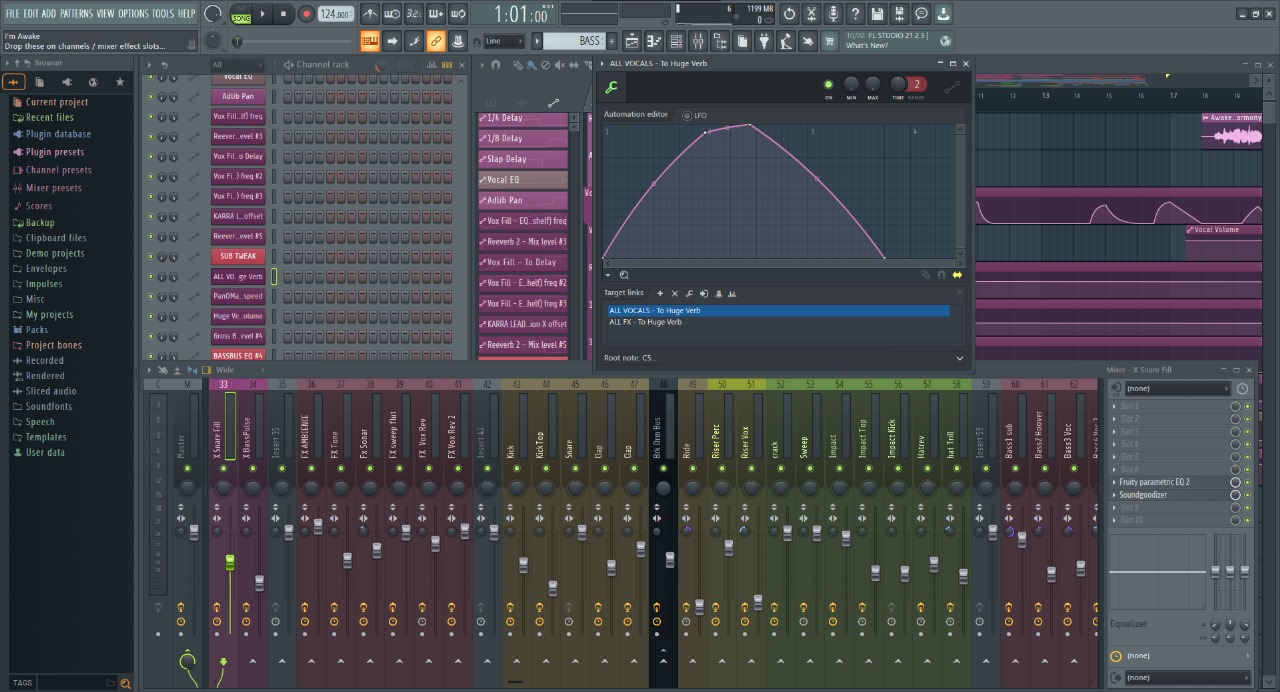 FILE EDIT ADD PATTERNS VIEW OPTIONS TOOLS HELP
SONG
124.000
3.2..
1:01:00
6
1199 MB
0
I'm Awake
Drop these on channels / mixer effect slots...
Line
BASS
10/02 FL STUDIO 21.2.3 |
What's New?
Browser
Current project
Recent files
Plugin database
Plugin presets
Channel presets
Mixer presets
Scores
Backup
Clipboard files
Demo projects
Envelopes
Impulses
Misc
My projects
Packs
Project bones
Recorded
Rendered
Sliced audio
Soundfonts
Speech
Templates
User data
TAGS
All
Channel rack
Vocal EQ
Adlib Pan
Vox Fill...lf) freq
Reever...evel #3
Vox Fil...o Delay
Vox Fi...) freq #2
Vox Fi...) freq #3
KARRA L...offset
Reever...evel #5
SUB TWEAK
ALL VO...ge Verb
PanOMa...speed
Huge Ve...olume
Gross B...evel #4
BASSBUS EQ #4
1/4 Delay
1/8 Delay
Slap Delay
Vocal EQ
Adlib Pan
Vox Fill - EQ...shelf) freq
Reeverb 2 - Mix level #3
Vox Fill - To Delay
Vox Fill - E...helf) freq #2
Vox Fill - E...helf) freq #3
KARRA LEAD...ion X offset
Reeverb 2 - Mix level #5
ALL VOCALS - To Huge Verb
ON
MIN
MAX
TIME
RANGE
2
Automation editor
LFO
1
2
3
4
Target links
ALL VOCALS - To Huge Verb
ALL FX - To Huge Verb
Root note: C5...
11 12 13 14 15 16 17 18 19
Awake...armony
Vocal Volume
Wide
C M 33 34 35 36 37 38 39 40 41 42 43 44 45 46 47 48 49 50 51 52 53 54 55 56 57 58 59 60 61 62
Master
X Snare Fill
X BassPulse
Insert 35
FX AMBIENCE
FX Tone
FX Sonar
FX sweep flut
FX Vox Rev
FX Vox Rev 2
Insert 42
Kick
Kick Top
Snare
Clap
Clap
Brk Drm Bus
Ride
Riser Perc
Riser Vox
crack
Sweep
Impact
Impact Top
Impact Kick
Hatrev
hat Trill
Insert 59
Bass1 sub
Bass2 Hoover
Bass3 Voc
Mixer - X Snare Fill
(none)
Slot 1
Slot 2
Slot 3
Slot 4
Slot 5
Slot 6
Fruity parametric EQ 2
Soundgoodizer
Slot 9
Slot 10
Equalizer
(none)
(none)